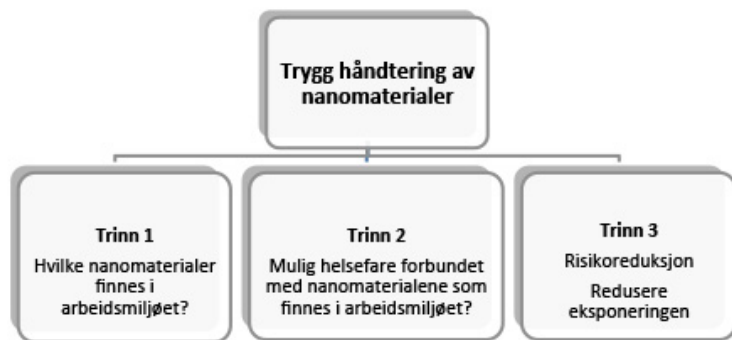 Trygg håndtering av
nanomaterialer
Trinn 1
Hvilke nanomaterialer
finnes i
arbeidsmiljøet?
Trinn 2
Mulig helsefare forbundet
med nanomaterialene som
finnes i arbeidsmiljøet?
Trinn 3
Risikoreduksjon
Redusere
eksponeringen